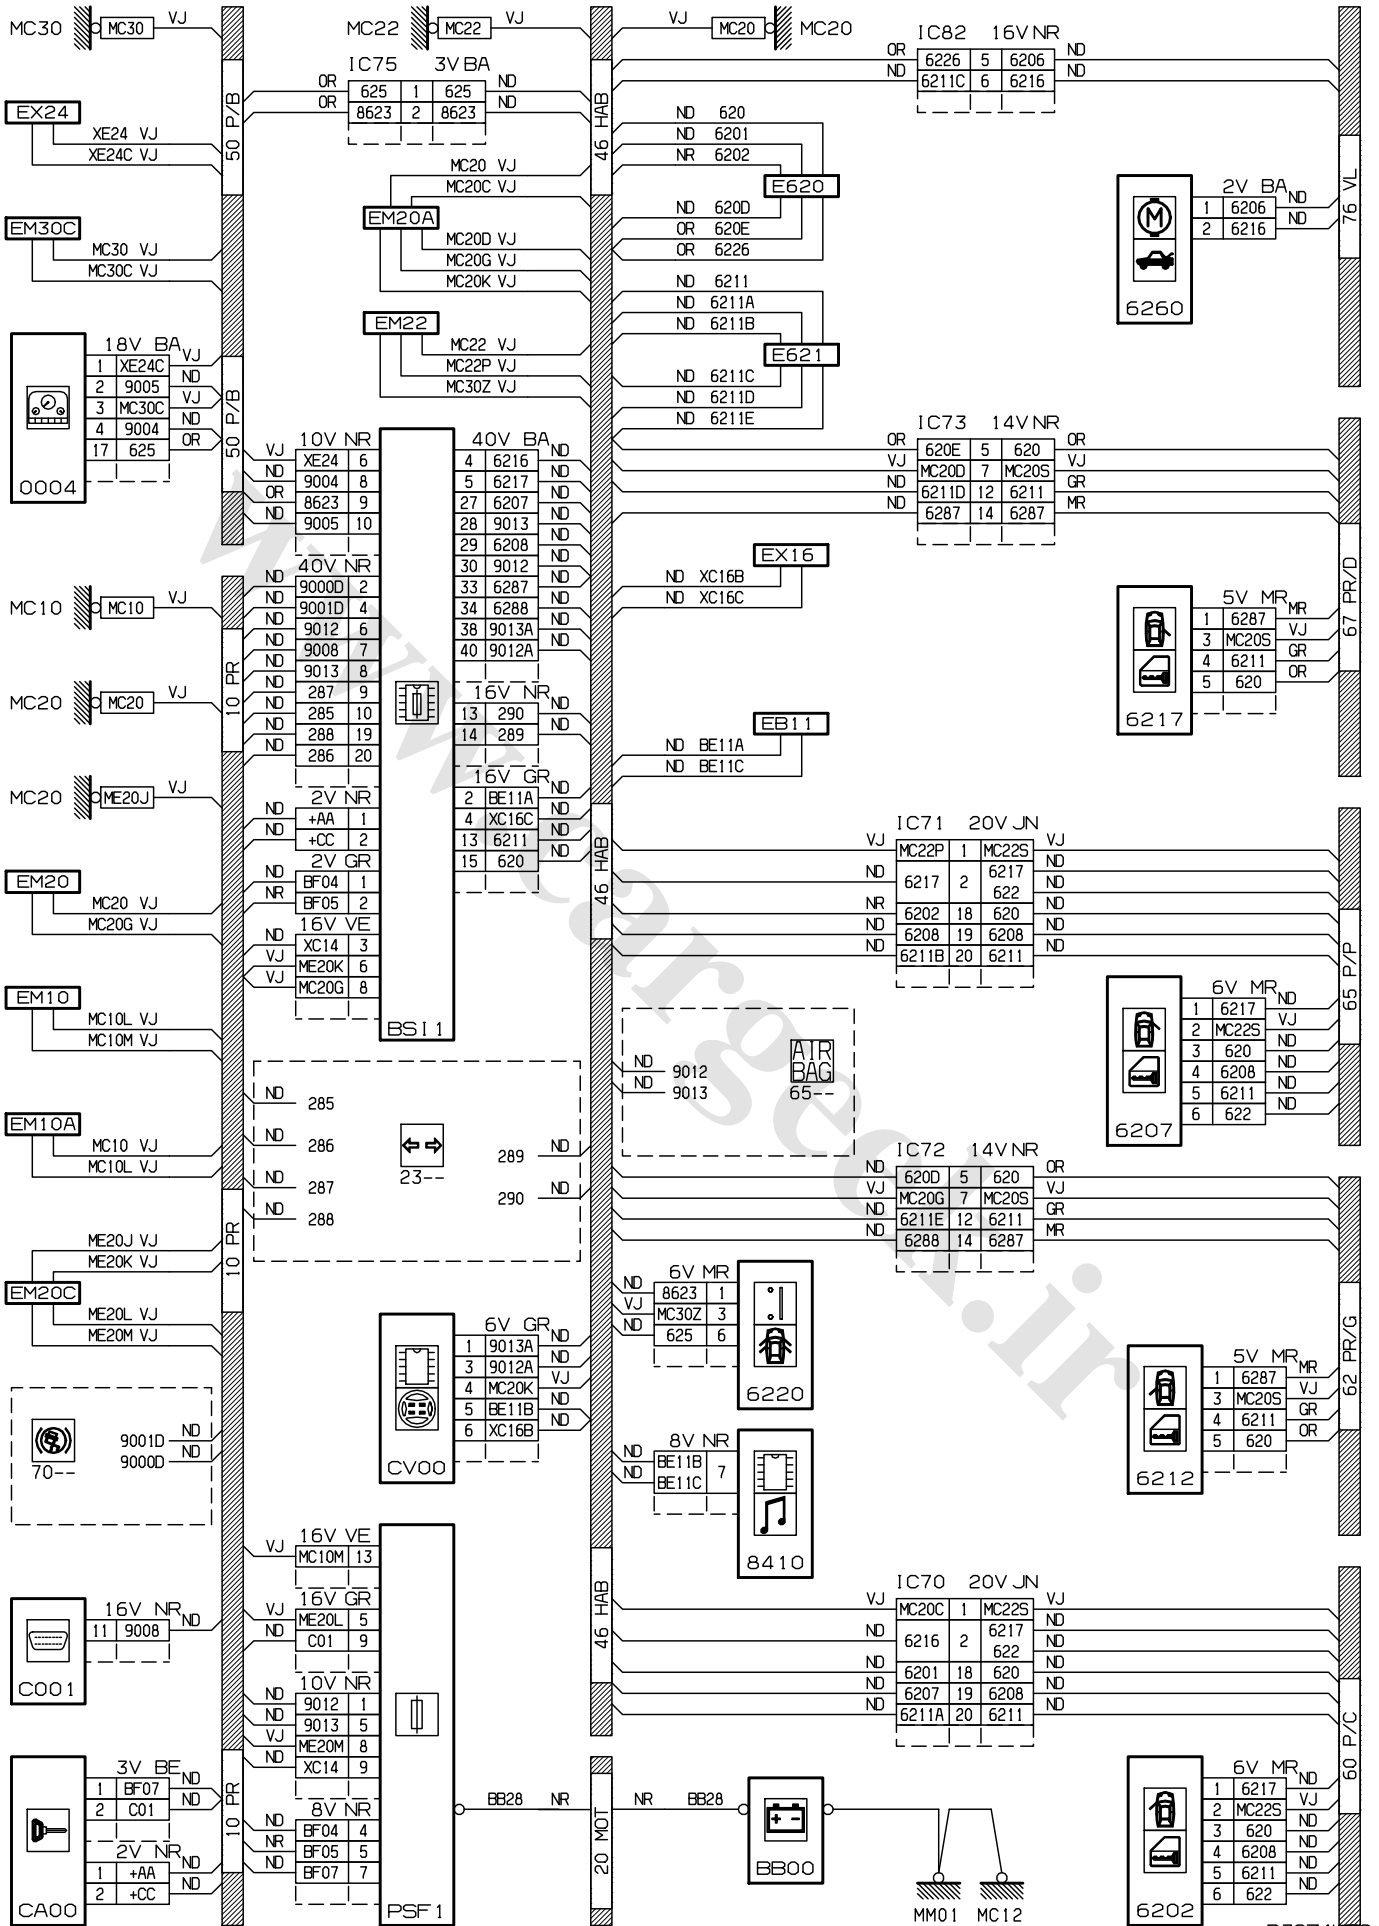 MC30 MC30 VJ
MC22 MC22 VJ
VJ MC20 MC20
IC82 16V NR
OR 6226 5 6206 ND
ND 6211C 6 6216 ND
IC75 3V BA
OR 625 1 625 ND
OR 8623 2 8623 ND
50 P/B
46 HAB
EX24
XE24 VJ
XE24C VJ
ND 620
ND 6201
NR 6202
E620
ND 620D
OR 620E
OR 6226
MC20 VJ
MC20C VJ
EM20A
MC20D VJ
MC20G VJ
MC20K VJ
76 VL
2V BA
1 6206 ND
2 6216 ND
M
6260
EM30C
MC30 VJ
MC30C VJ
ND 6211
ND 6211A
ND 6211B
E621
ND 6211C
ND 6211D
ND 6211E
EM22
MC22 VJ
MC22P VJ
MC30Z VJ
18V BA
1 XE24C VJ
2 9005 ND
3 MC30C VJ
4 9004 ND
17 625 OR
0004
50 P/B
IC73 14V NR
OR 620E 5 620 OR
VJ MC20D 7 MC20S VJ
ND 6211D 12 6211 GR
ND 6287 14 6287 MR
10V NR
VJ XE24 6
ND 9004 8
OR 8623 9
ND 9005 10
40V BA
4 6216 ND
5 6217 ND
27 6207 ND
28 9013 ND
29 6208 ND
30 9012 ND
33 6287 ND
34 6288 ND
38 9013A ND
40 9012A ND
40V NR
ND 9000D 2
ND 9001D 4
ND 9012 6
ND 9008 7
ND 9013 8
ND 287 9
ND 285 10
ND 288 19
ND 286 20
16V NR
13 290 ND
14 289 ND
16V GR
2 BE11A ND
4 XC16C ND
13 6211 ND
15 620 ND
2V NR
ND +AA 1
ND +CC 2
2V GR
ND BF04 1
NR BF05 2
16V VE
ND XC14 3
VJ ME20K 6
VJ MC20G 8
BSI1
MC10 MC10 VJ
MC20 MC20 VJ
MC20 ME20J VJ
10 PR
EX16
ND XC16B
ND XC16C
EB11
ND BE11A
ND BE11C
67 PR/D
5V MR
1 6287 MR
3 MC20S VJ
4 6211 GR
5 620 OR
6217
46 HAB
IC71 20V JN
VJ MC22P 1 MC22S VJ
ND 6217 2 6217 ND
622 ND
NR 6202 18 620 ND
ND 6208 19 6208 ND
ND 6211B 20 6211 ND
65 P/P
6V MR
1 6217 ND
2 MC22S VJ
3 620 ND
4 6208 ND
5 6211 ND
6 622 ND
6207
EM20
MC20 VJ
MC20G VJ
EM10
MC10L VJ
MC10M VJ
EM10A
MC10 VJ
MC10L VJ
ND 285
ND 286
ND 287
ND 288
23--
289 ND
290 ND
ND 9012
ND 9013
AIR
BAG
65--
IC72 14V NR
ND 620D 5 620 OR
VJ MC20G 7 MC20S VJ
ND 6211E 12 6211 GR
ND 6288 14 6287 MR
10 PR
ME20J VJ
ME20K VJ
EM20C
ME20L VJ
ME20M VJ
6V MR
ND 8623 1
VJ MC30Z 3
ND 625 6
6220
6V GR
1 9013A ND
3 9012A ND
4 MC20K VJ
5 BE11B ND
6 XC16B ND
CV00
62 PR/G
5V MR
1 6287 MR
3 MC20S VJ
4 6211 GR
5 620 OR
6212
70--
9001D ND
9000D ND
8V NR
ND BE11B 7
ND BE11C
8410
16V VE
VJ MC10M 13
16V GR
VJ ME20L 5
ND C01 9
10V NR
ND 9012 1
ND 9013 5
VJ ME20M 8
ND XC14 9
8V NR
ND BF04 4
NR BF05 5
ND BF07 7
PSF1
46 HAB
IC70 20V JN
VJ MC20C 1 MC22S VJ
ND 6216 2 6217 ND
622 ND
ND 6201 18 620 ND
ND 6207 19 6208 ND
ND 6211A 20 6211 ND
16V NR
11 9008 ND
C001
3V BE
1 BF07 ND
2 C01 ND
2V NR
1 +AA ND
2 +CC ND
CA00
10 PR
BB28 NR
20 MOT
NR BB28
+ -
BB00
MM01 MC12
60 P/C
6V MR
1 6217 ND
2 MC22S VJ
3 620 ND
4 6208 ND
5 6211 ND
6 622 ND
6202
www.cargeek.ir